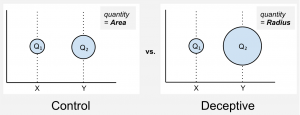 quantity
= Area
Q₁
Q₂
X
Y
Control
vs.
quantity
= Radius
Q₁
Q₂
X
Y
Deceptive